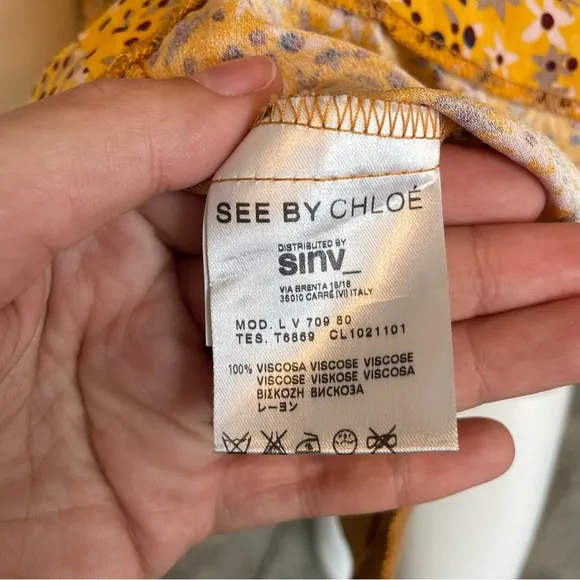 SEE BY CHLOÉ
DISTRIBUTED BY
sinv_
VIA BRENTA 16/18
36010 CARRÉ (VI) ITALY
MOD. L V 709 80
TES. T6869 CL1021101
100% VISCOSA VISCOSE VISCOSE
VISCOSE VISKOSE VISCOSA
ΒΙΣΚΟΖΗ ВИСКОЗА
レーヨン